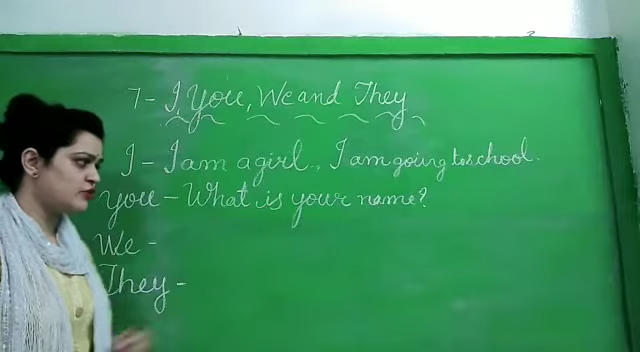 7- I, You, We and They
I - I am a girl., I am going to school.
You - What is your name?
We -
They -